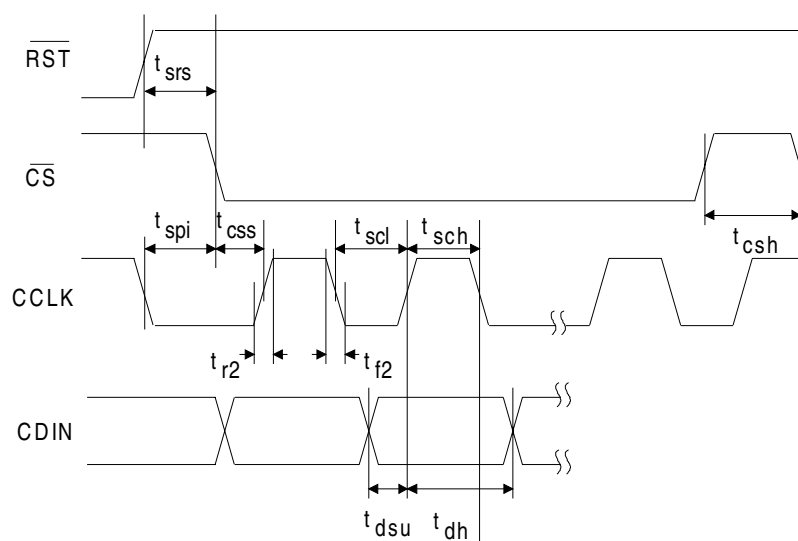 RST
t srs
CS
t spi
t css
t scl
t sch
t csh
CCLK
t r2
t f2
CDIN
t dsu
t dh